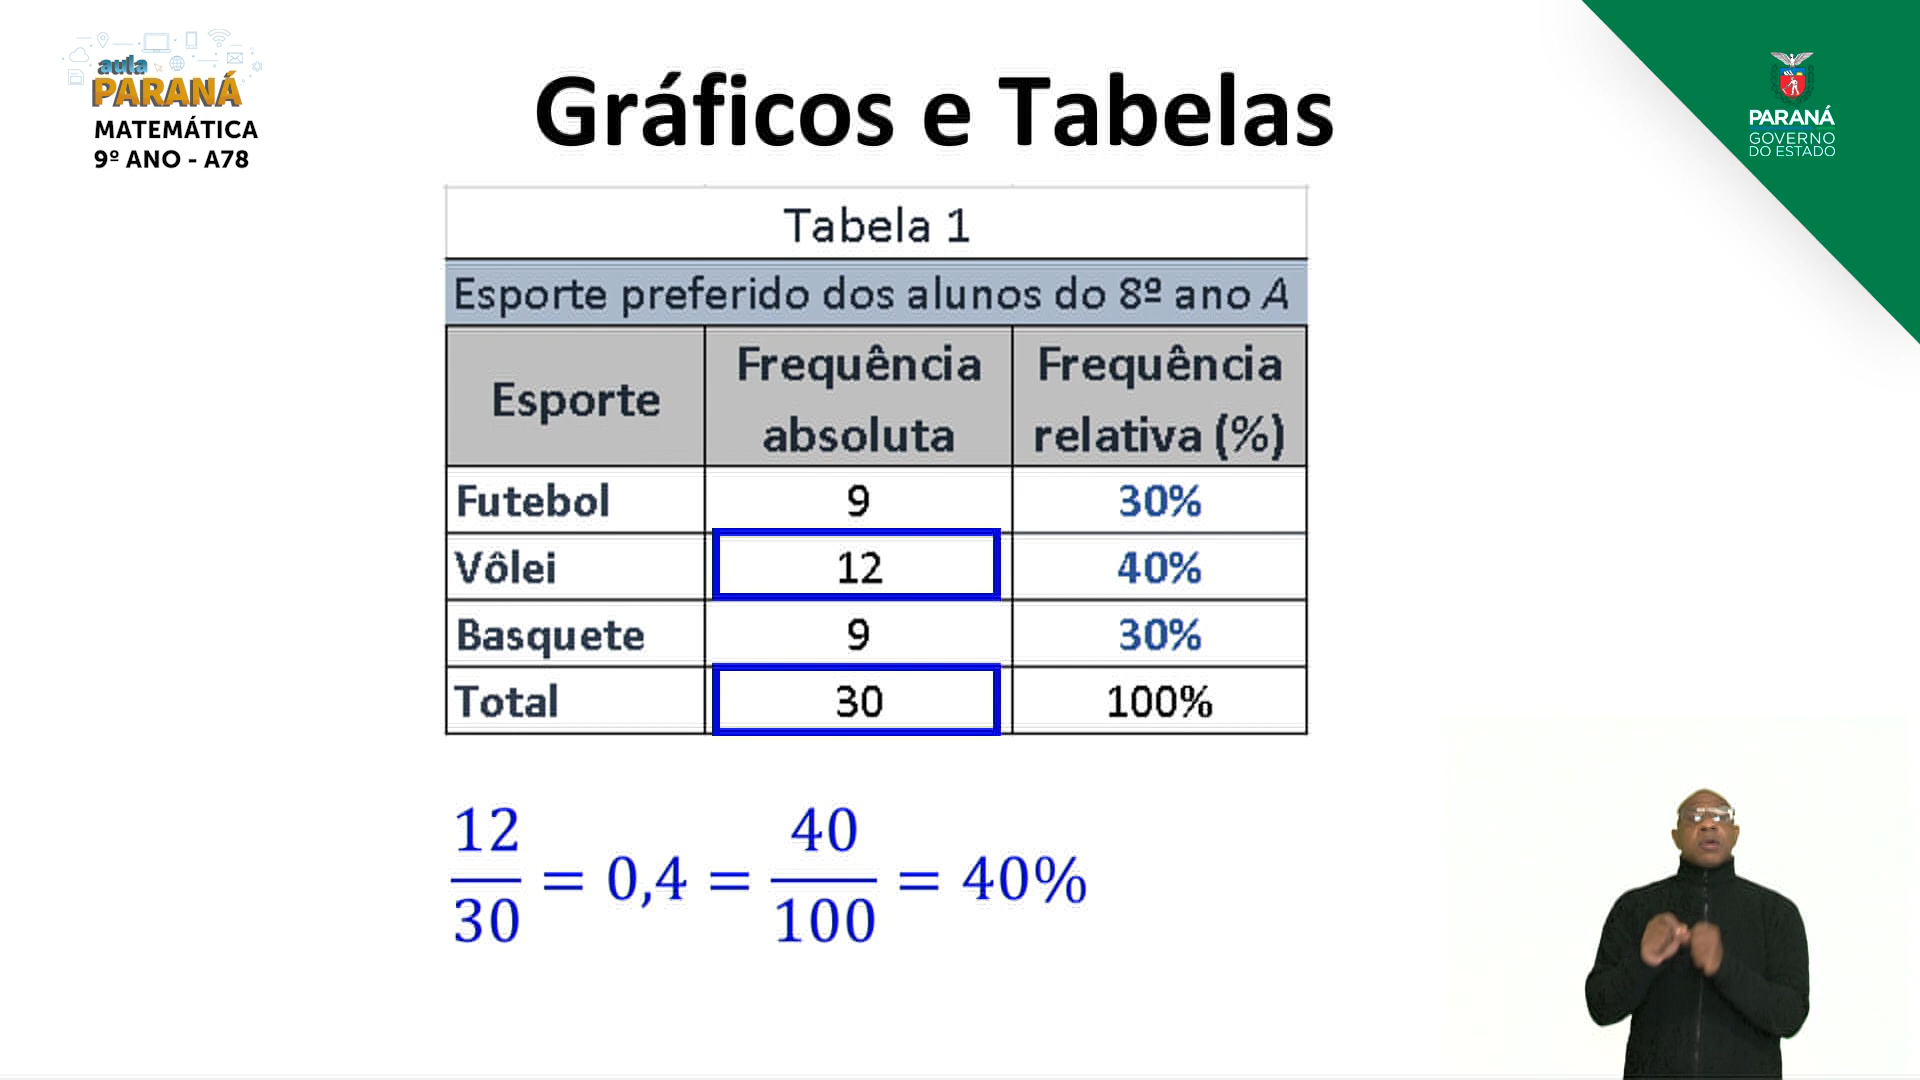 aula
PARANÁ
MATEMÁTICA
9º ANO - A78
Gráficos e Tabelas
PARANÁ
GOVERNO
DO ESTADO
Tabela 1
Esporte preferido dos alunos do 8º ano A
Esporte Frequência absoluta Frequência relativa (%)
Futebol 9 30%
Vôlei 12 40%
Basquete 9 30%
Total 30 100%
12/30 = 0,4 = 40/100 = 40%